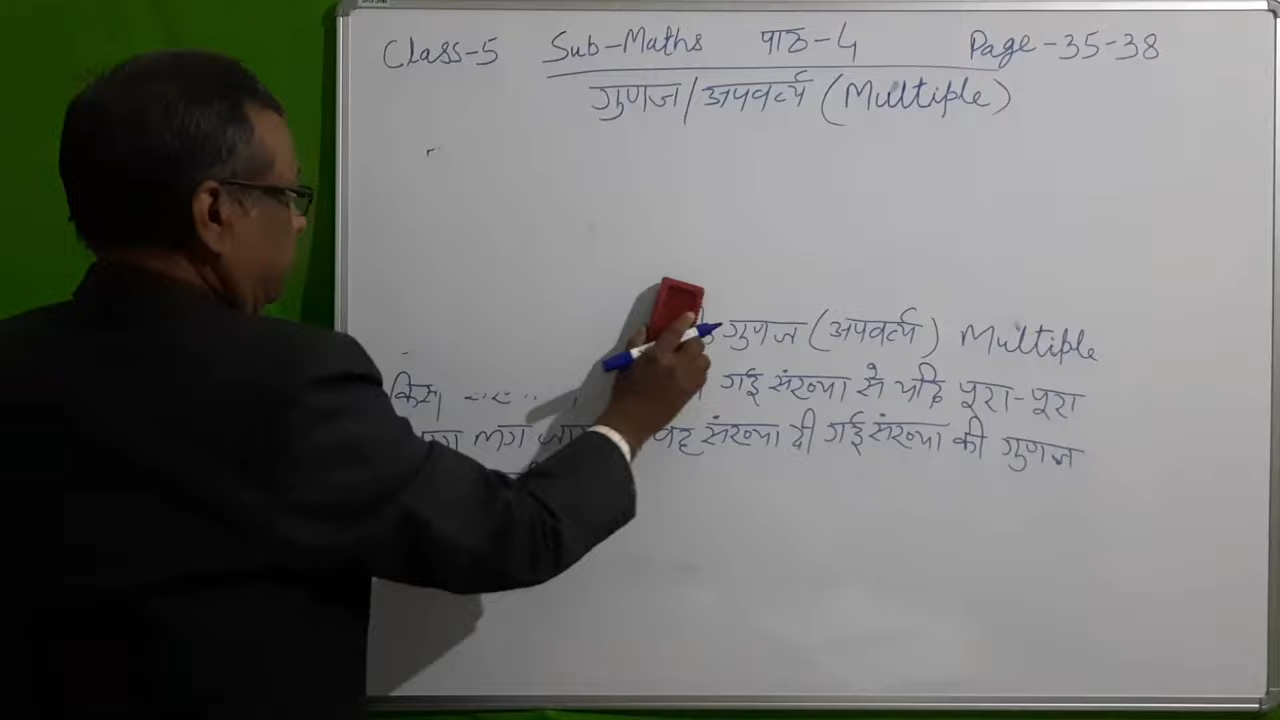 Class-5 Sub-Maths पाठ-4 Page-35-38
गुणज/अपवर्त्य (Multiple)
गुणज (अपवर्त्य) Multiple
गई संख्या से यदि पूरा-पूरा
लग वह संख्या दी गई संख्या की गुणज